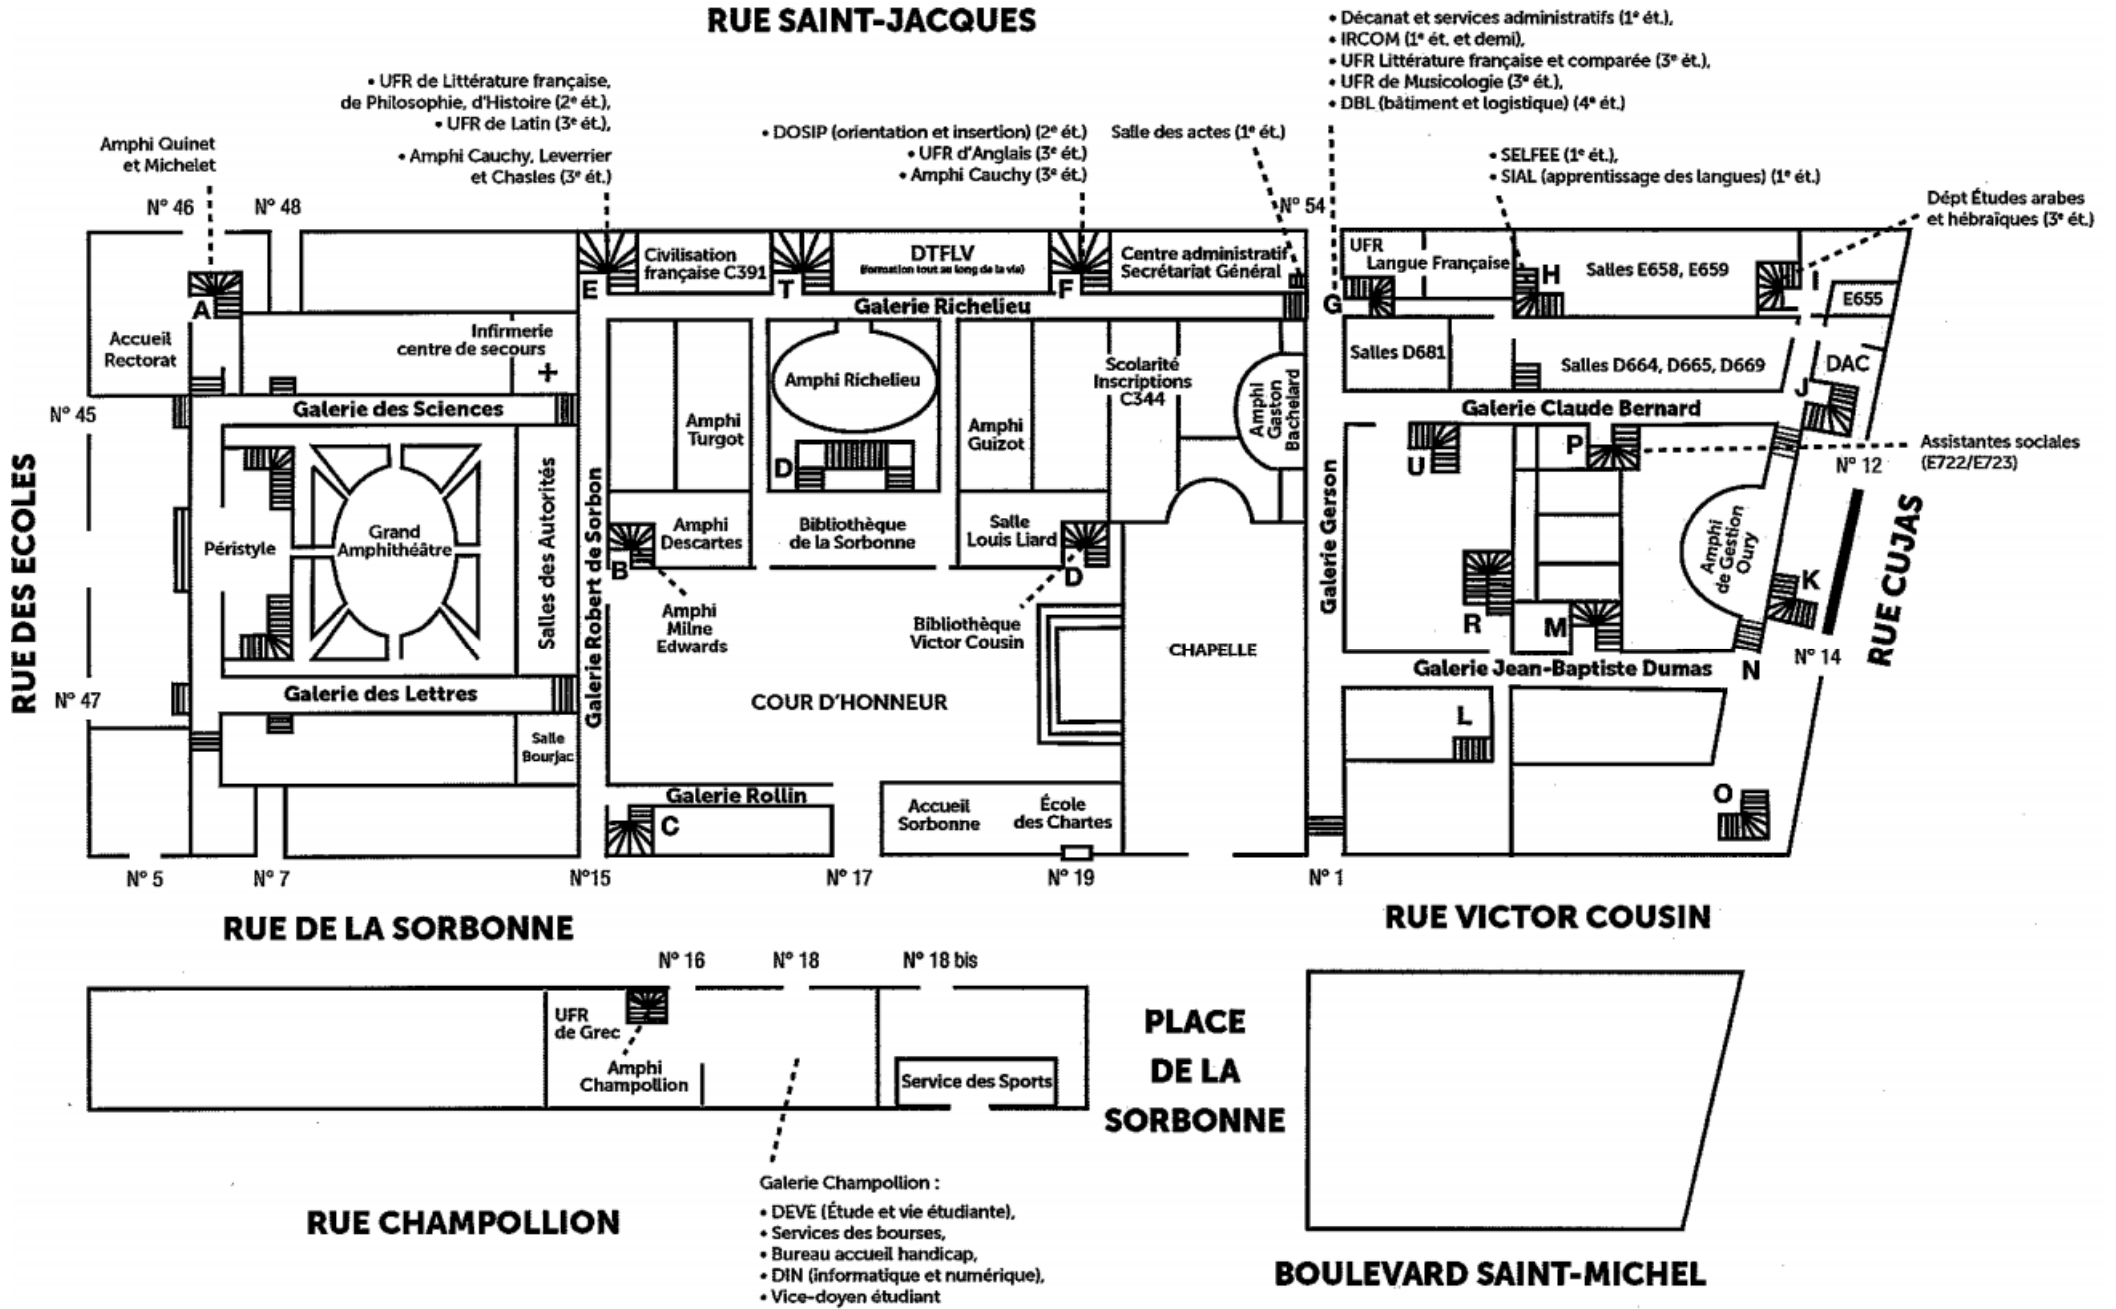 RUE SAINT-JACQUES
• Décanat et services administratifs (1ᵉ ét.),
• IRCOM (1ᵉ ét. et demi),
• UFR Littérature française et comparée (3ᵉ ét.),
• UFR de Musicologie (3ᵉ ét.),
• DBL (bâtiment et logistique) (4ᵉ ét.)
• UFR de Littérature française,
de Philosophie, d'Histoire (2ᵉ ét.),
• UFR de Latin (3ᵉ ét.),
• Amphi Cauchy, Leverrier
et Chasles (3ᵉ ét.)
• DOSIP (orientation et insertion) (2ᵉ ét.)
• UFR d'Anglais (3ᵉ ét.)
• Amphi Cauchy (3ᵉ ét.)
Salle des actes (1ᵉ ét.)
• SELFEE (1ᵉ ét.),
• SIAL (apprentissage des langues) (1ᵉ ét.)
Dépt Études arabes
et hébraïques (3ᵉ ét.)
Amphi Quinet
et Michelet
N° 46
N° 48
N° 54
Civilisation
française C391
DTFLV
(formation tout au long de la vie)
Centre administratif
Secrétariat Général
UFR
Langue Française
H
Salles E658, E659
I
E655
A
E
T
F
G
Galerie Richelieu
Accueil
Rectorat
Infirmerie
centre de secours
Amphi Richelieu
Scolarité
Inscriptions
C344
Amphi
Gaston
Bachelard
Salles D681
Salles D664, D665, D669
DAC
J
N° 45
Galerie des Sciences
Galerie Claude Bernard
Amphi
Turgot
Amphi
Guizot
D
U
P
Assistantes sociales
(E722/E723)
N° 12
RUE DES ECOLES
Péristyle
Grand
Amphithéâtre
Salles des Autorités
Galerie Robert de Sorbon
B
Amphi
Descartes
Bibliothèque
de la Sorbonne
Salle
Louis Liard
D
Galerie Gerson
Amphi
de Gestion
Oury
K
RUE CUJAS
Amphi
Milne
Edwards
Bibliothèque
Victor Cousin
CHAPELLE
R
M
N
N° 14
Galerie Jean-Baptiste Dumas
N° 47
Galerie des Lettres
COUR D'HONNEUR
L
Salle
Bourjac
Galerie Rollin
C
Accueil
Sorbonne
École
des Chartes
O
N° 5
N° 7
N°15
N° 17
N° 19
N° 1
RUE DE LA SORBONNE
RUE VICTOR COUSIN
N° 16
N° 18
N° 18 bis
UFR
de Grec
Amphi
Champollion
Service des Sports
PLACE
DE LA
SORBONNE
Galerie Champollion :
• DEVE (Étude et vie étudiante),
• Services des bourses,
• Bureau accueil handicap,
• DIN (informatique et numérique),
• Vice-doyen étudiant
RUE CHAMPOLLION
BOULEVARD SAINT-MICHEL